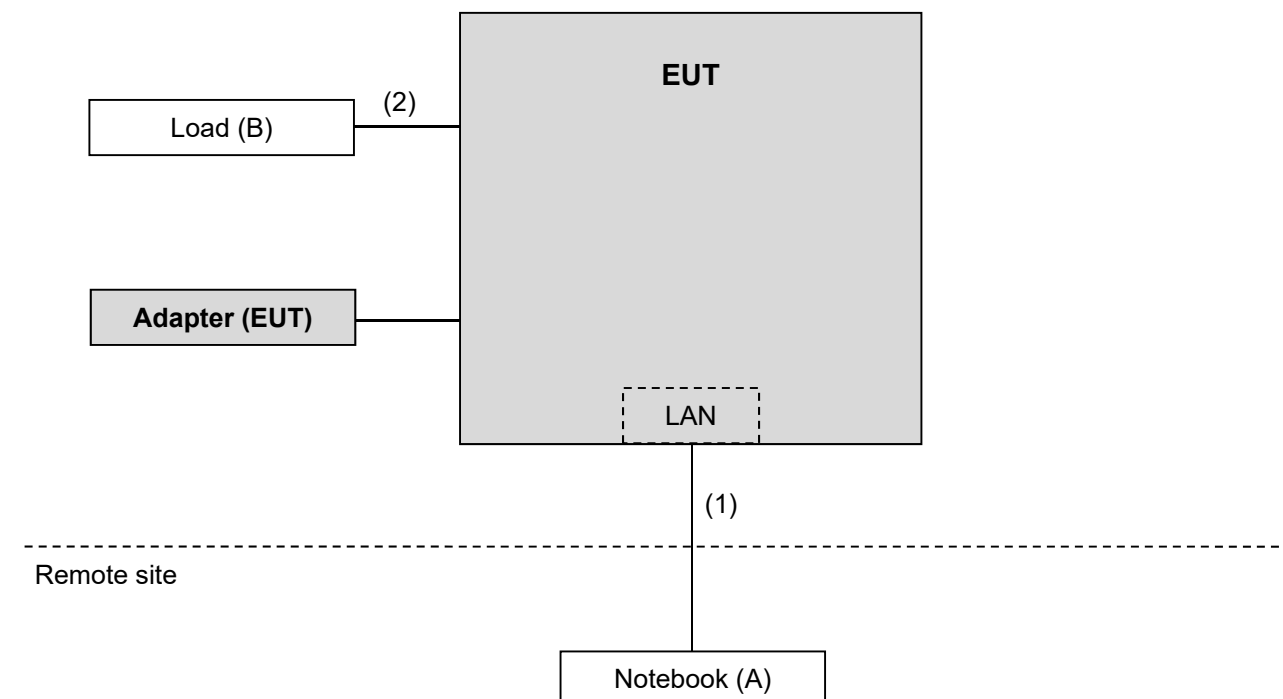 EUT
(2)
Load (B)
Adapter (EUT)
LAN
(1)
Remote site
Notebook (A)